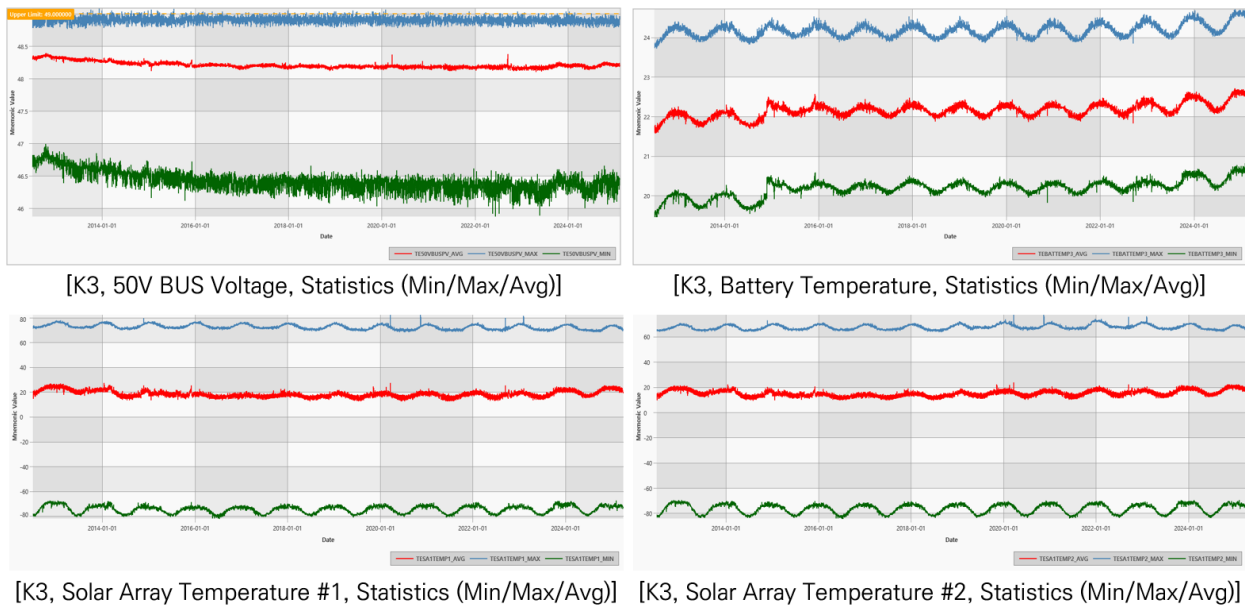 Upper Limit: 49.000000
48.5
48
47.5
47
46.5
46
Mnemonic Value
2014-01-01 2016-01-01 2018-01-01 2020-01-01 2022-01-01 2024-01-01
Date
TE50VBUSPV_AVG TE50VBUSPV_MAX TE50VBUSPV_MIN
[K3, 50V BUS Voltage, Statistics (Min/Max/Avg)]
24
23
22
21
20
Mnemonic Value
2014-01-01 2016-01-01 2018-01-01 2020-01-01 2022-01-01 2024-01-01
Date
TEBATTEMP3_AVG TEBATTEMP3_MAX TEBATTEMP3_MIN
[K3, Battery Temperature, Statistics (Min/Max/Avg)]
80
60
40
20
0
-20
-40
-60
-80
Mnemonic Value
2014-01-01 2016-01-01 2018-01-01 2020-01-01 2022-01-01 2024-01-01
Date
TESA1TEMP1_AVG TESA1TEMP1_MAX TESA1TEMP1_MIN
[K3, Solar Array Temperature #1, Statistics (Min/Max/Avg)]
60
40
20
0
-20
-40
-60
-80
Mnemonic Value
2014-01-01 2016-01-01 2018-01-01 2020-01-01 2022-01-01 2024-01-01
Date
TESA1TEMP2_AVG TESA1TEMP2_MAX TESA1TEMP2_MIN
[K3, Solar Array Temperature #2, Statistics (Min/Max/Avg)]